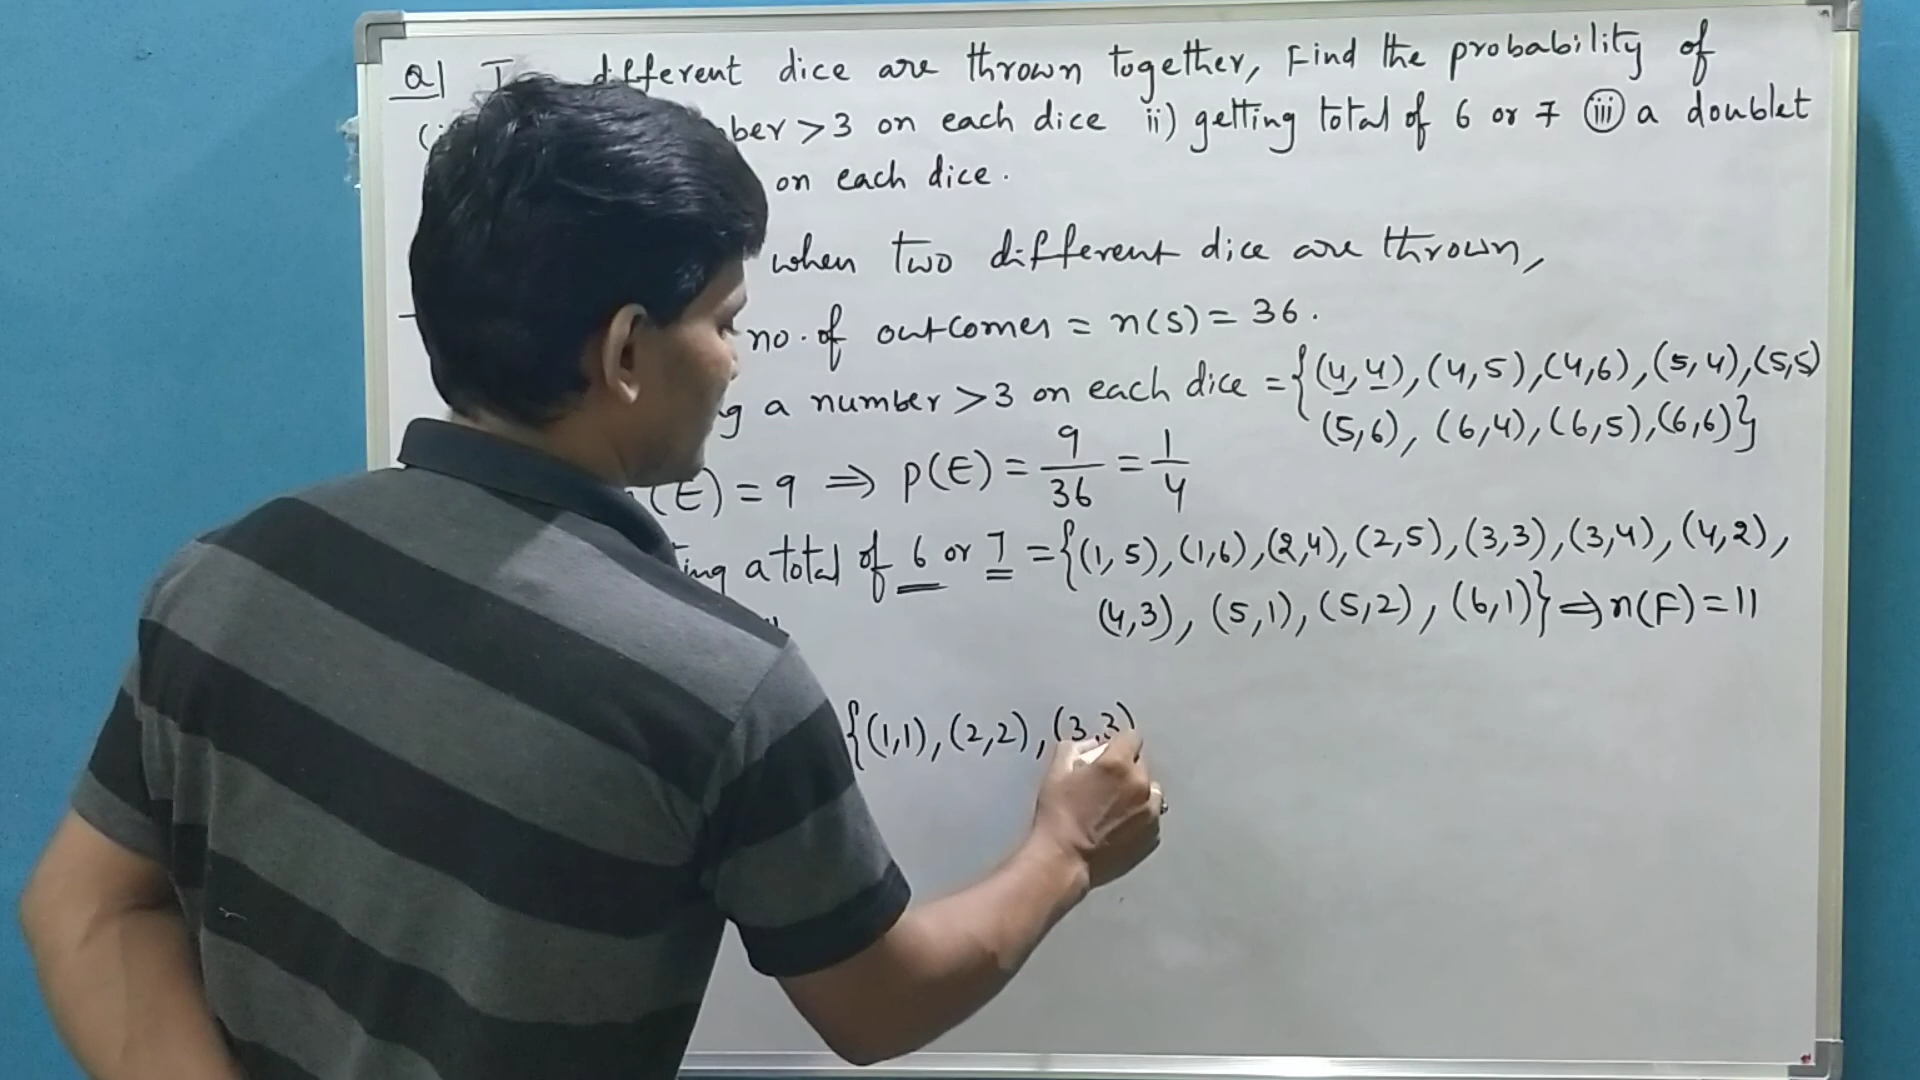 Q1 different dice are thrown together, Find the probability of
number >3 on each dice ii) getting total of 6 or 7 (iii) a doublet
on each dice.
when two different dice are thrown,
no. of outcomes = n(S) = 36.
g a number >3 on each dice = {(4,4), (4,5), (4,6), (5,4), (5,5)
(5,6), (6,4), (6,5), (6,6)}
(E) = 9 ⇒ P(E) = 9/36 = 1/4
ing a total of 6 or 7 = {(1,5), (1,6), (2,4), (2,5), (3,3), (3,4), (4,2),
(4,3), (5,1), (5,2), (6,1)} ⇒ n(F) = 11
{(1,1), (2,2), (3,3)